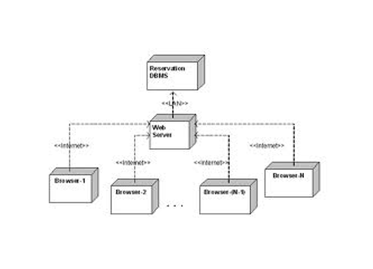 Reservation
DBMS
<<LAN>>
Web
Server
<<Internet>>
<<Internet>>
<<Internet>>
<<Internet>>
Browser-1
Browser-2
. . .
Browser-(N-1)
Browser-N